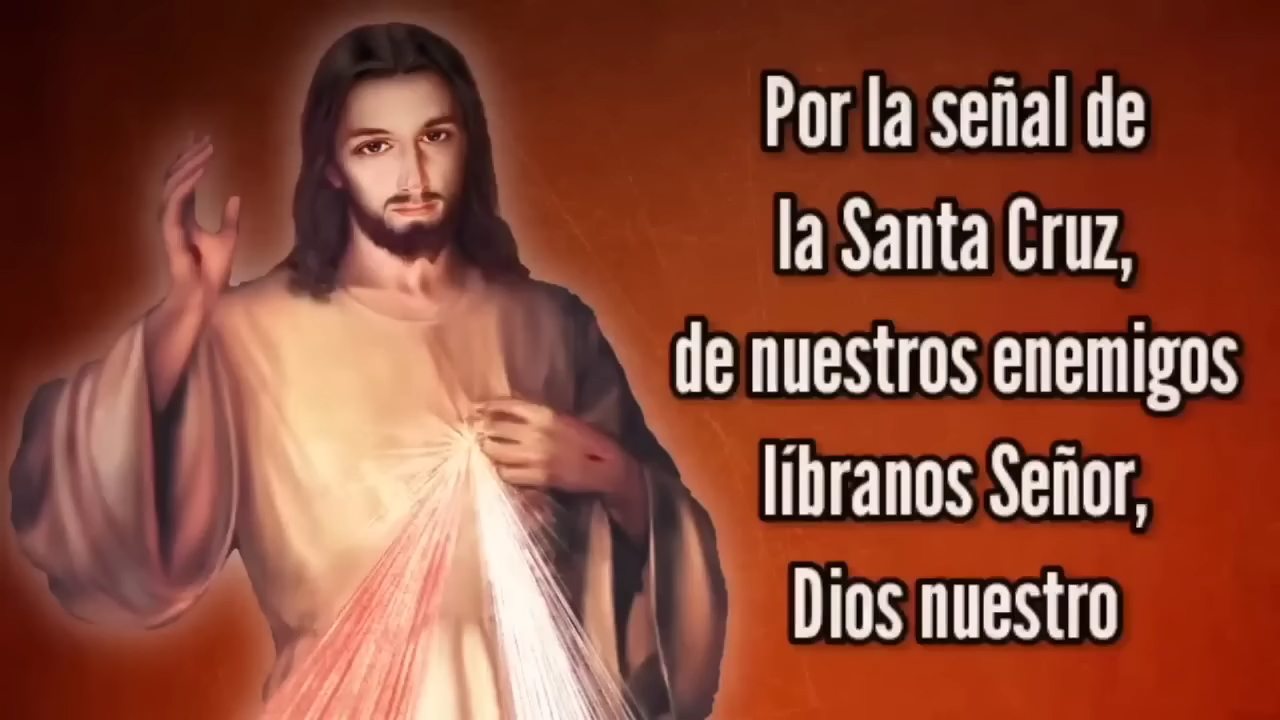 Por la señal de
la Santa Cruz,
de nuestros enemigos
líbranos Señor,
Dios nuestro